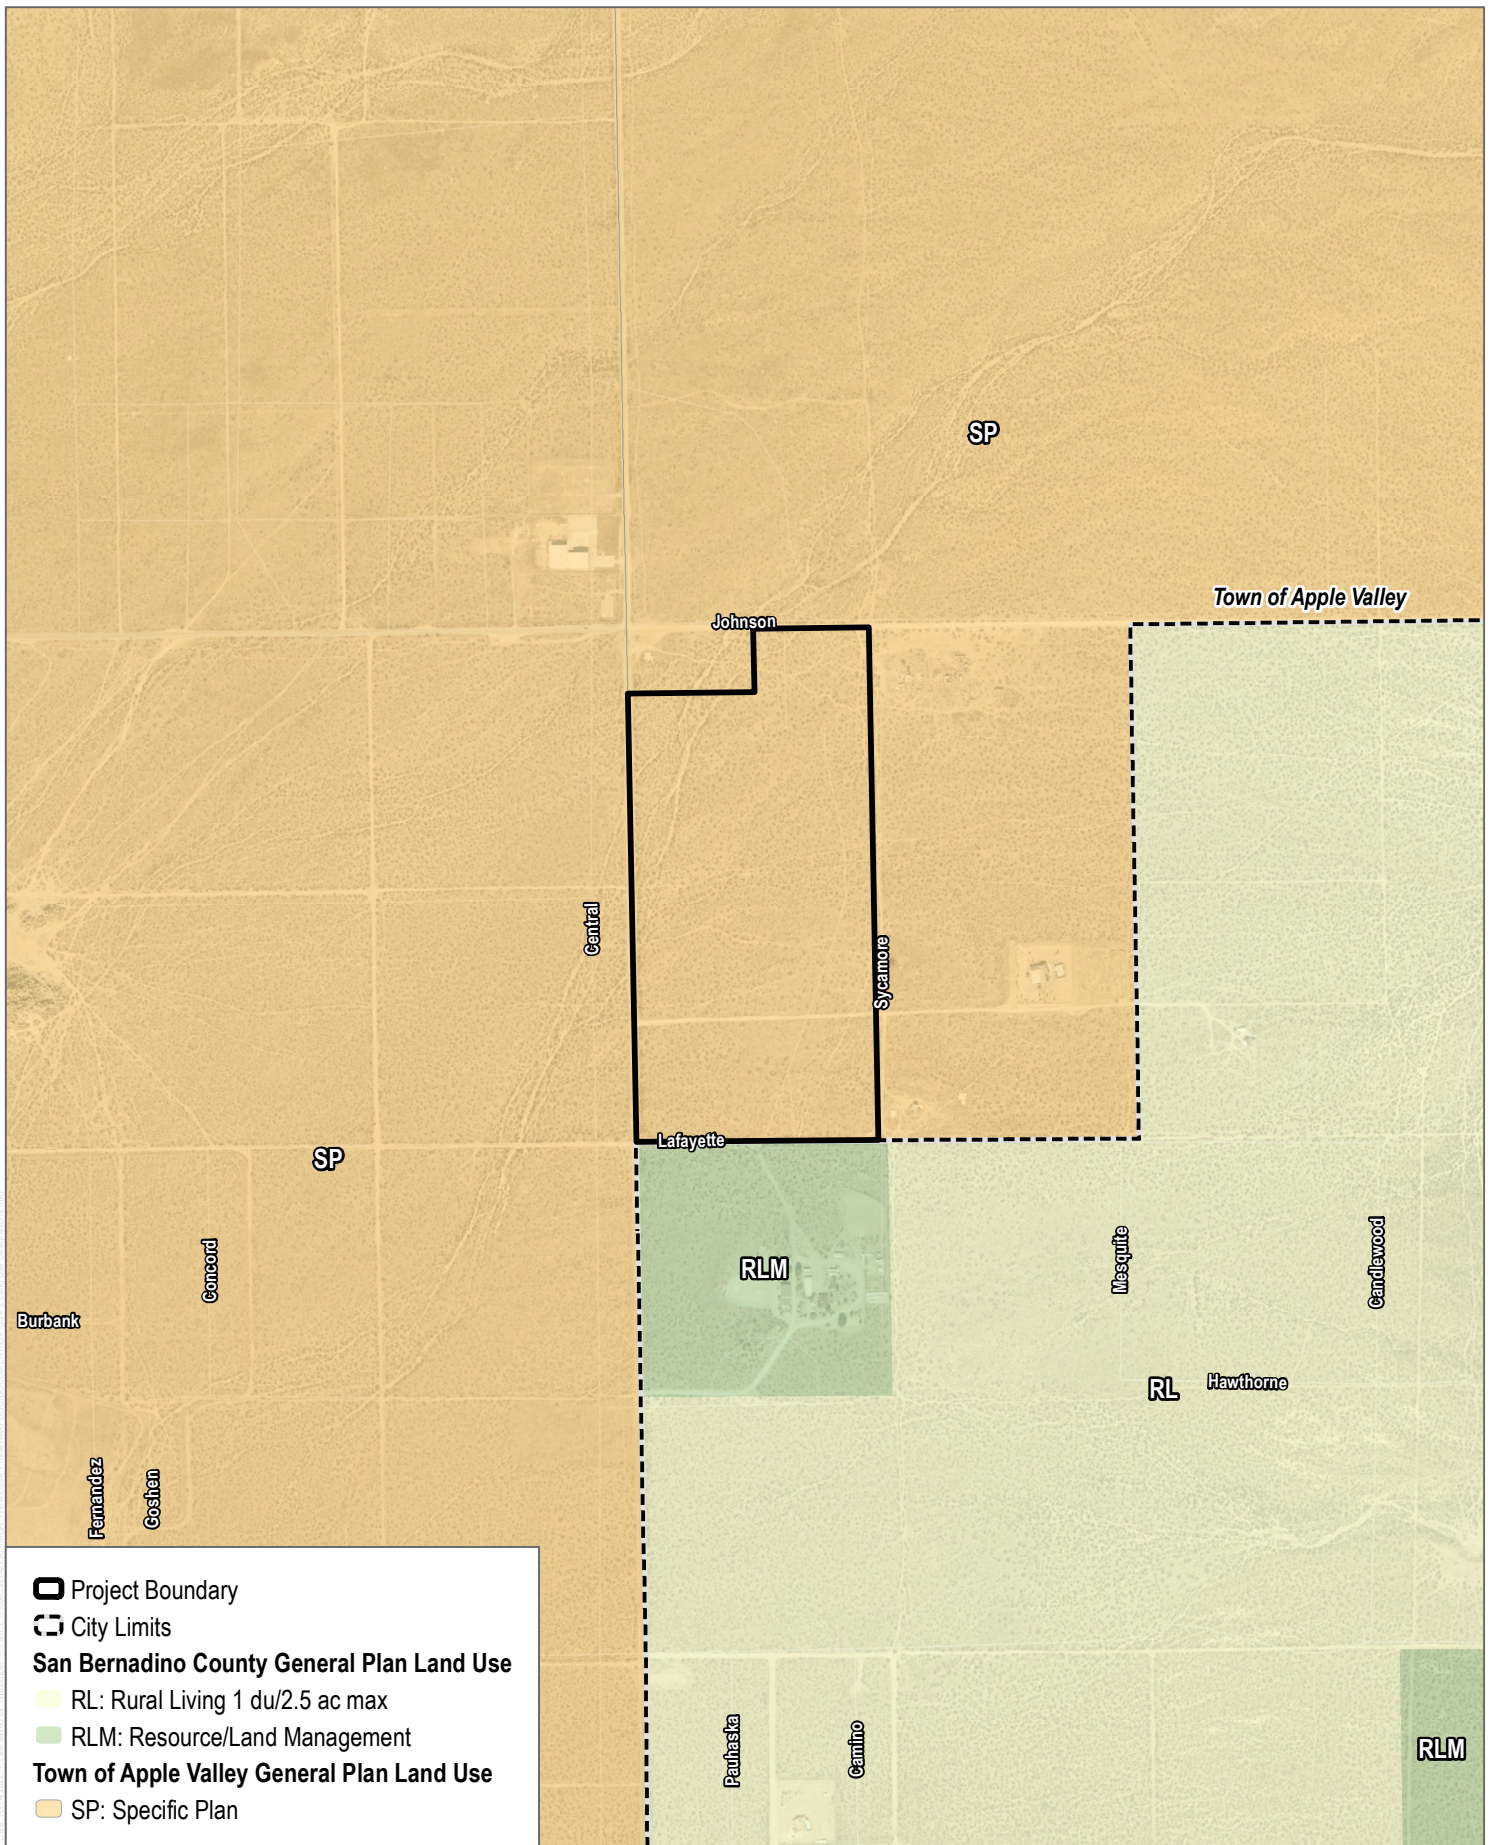 SP
Town of Apple Valley
Johnson
Central
Sycamore
Lafayette
SP
Concord
RLM
Mesquite
Candlewood
Burbank
RL
Hawthorne
Fernandez
Goshen
Pauhaska
Camino
RLM
Project Boundary
City Limits
San Bernadino County General Plan Land Use
RL: Rural Living 1 du/2.5 ac max
RLM: Resource/Land Management
Town of Apple Valley General Plan Land Use
SP: Specific Plan